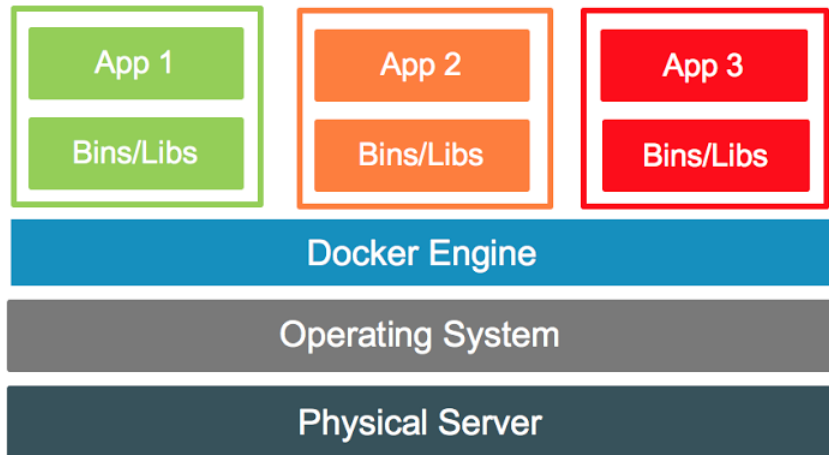 App 1
App 2
App 3
Bins/Libs
Bins/Libs
Bins/Libs
Docker Engine
Operating System
Physical Server